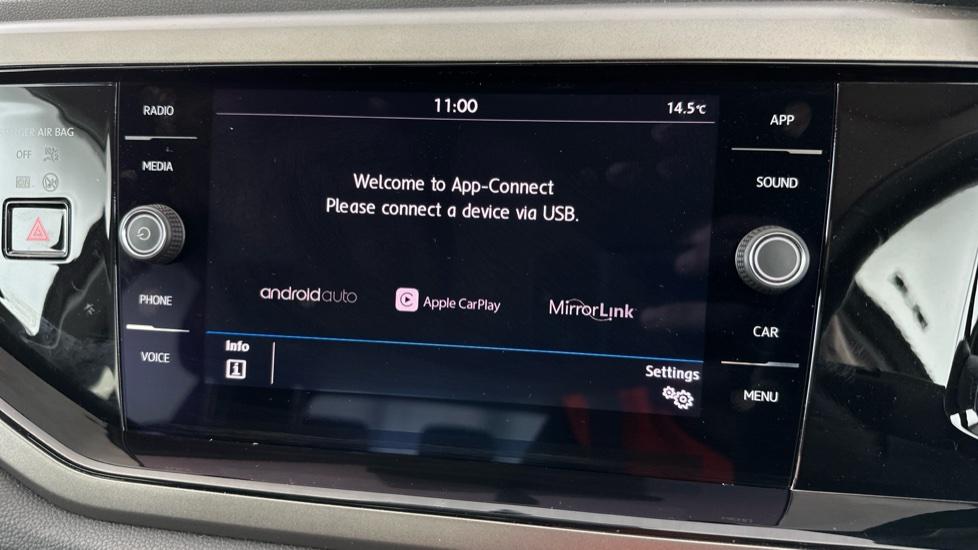 11:00
14.5°C
RADIO
MEDIA
PHONE
VOICE
AIR BAG
OFF
Welcome to App-Connect
Please connect a device via USB.
androidauto
Apple CarPlay
MirrorLink
Info
i
Settings
APP
SOUND
CAR
MENU